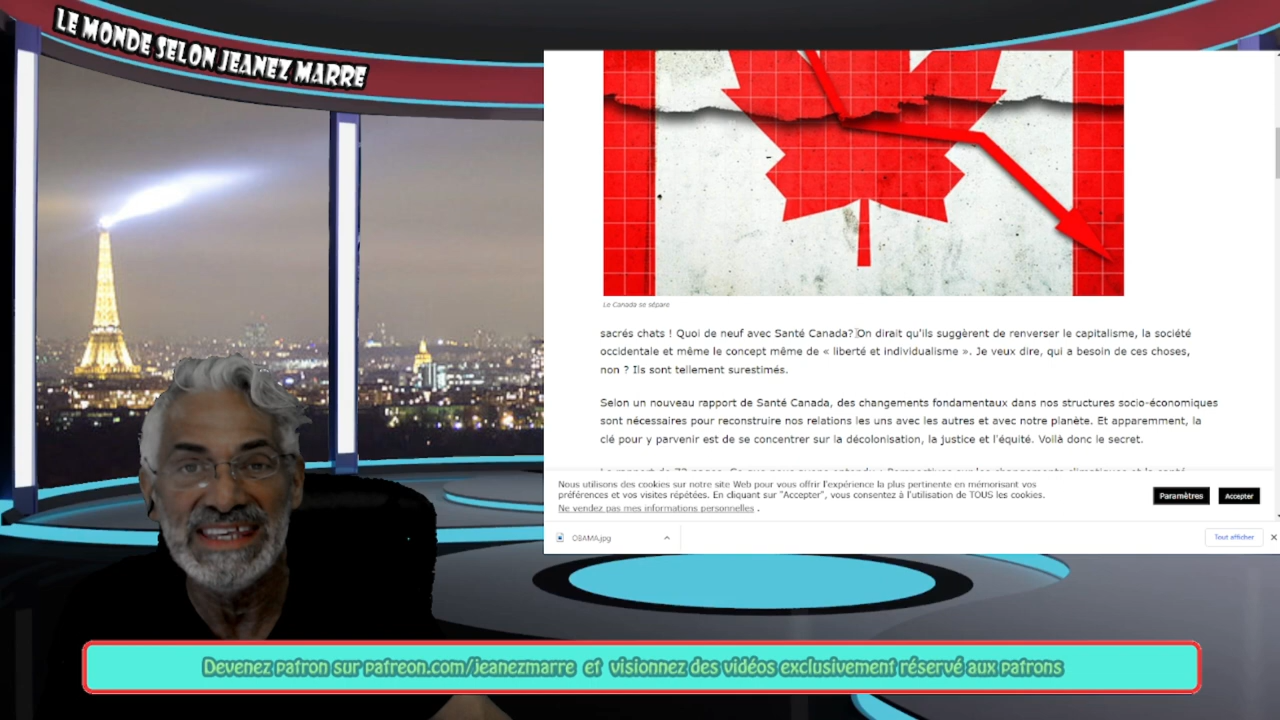 LE MONDE SELON JEANEZ MARRE
Le Canada se sépare
sacrés chats ! Quoi de neuf avec Santé Canada? On dirait qu'ils suggèrent de renverser le capitalisme, la société
occidentale et même le concept même de « liberté et individualisme ». Je veux dire, qui a besoin de ces choses,
non ? Ils sont tellement surestimés.
Selon un nouveau rapport de Santé Canada, des changements fondamentaux dans nos structures socio-économiques
sont nécessaires pour reconstruire nos relations les uns avec les autres et avec notre planète. Et apparemment, la
clé pour y parvenir est de se concentrer sur la décolonisation, la justice et l'équité. Voilà donc le secret.
Nous utilisons des cookies sur notre site Web pour vous offrir l'expérience la plus pertinente en mémorisant vos
préférences et vos visites répétées. En cliquant sur "Accepter", vous consentez à l'utilisation de TOUS les cookies.
Ne vendez pas mes informations personnelles .
Paramètres
Accepter
OBAMA.jpg
Tout afficher
Devenez patron sur patreon.com/jeanezmarre et visionnez des vidéos exclusivement réservé aux patrons